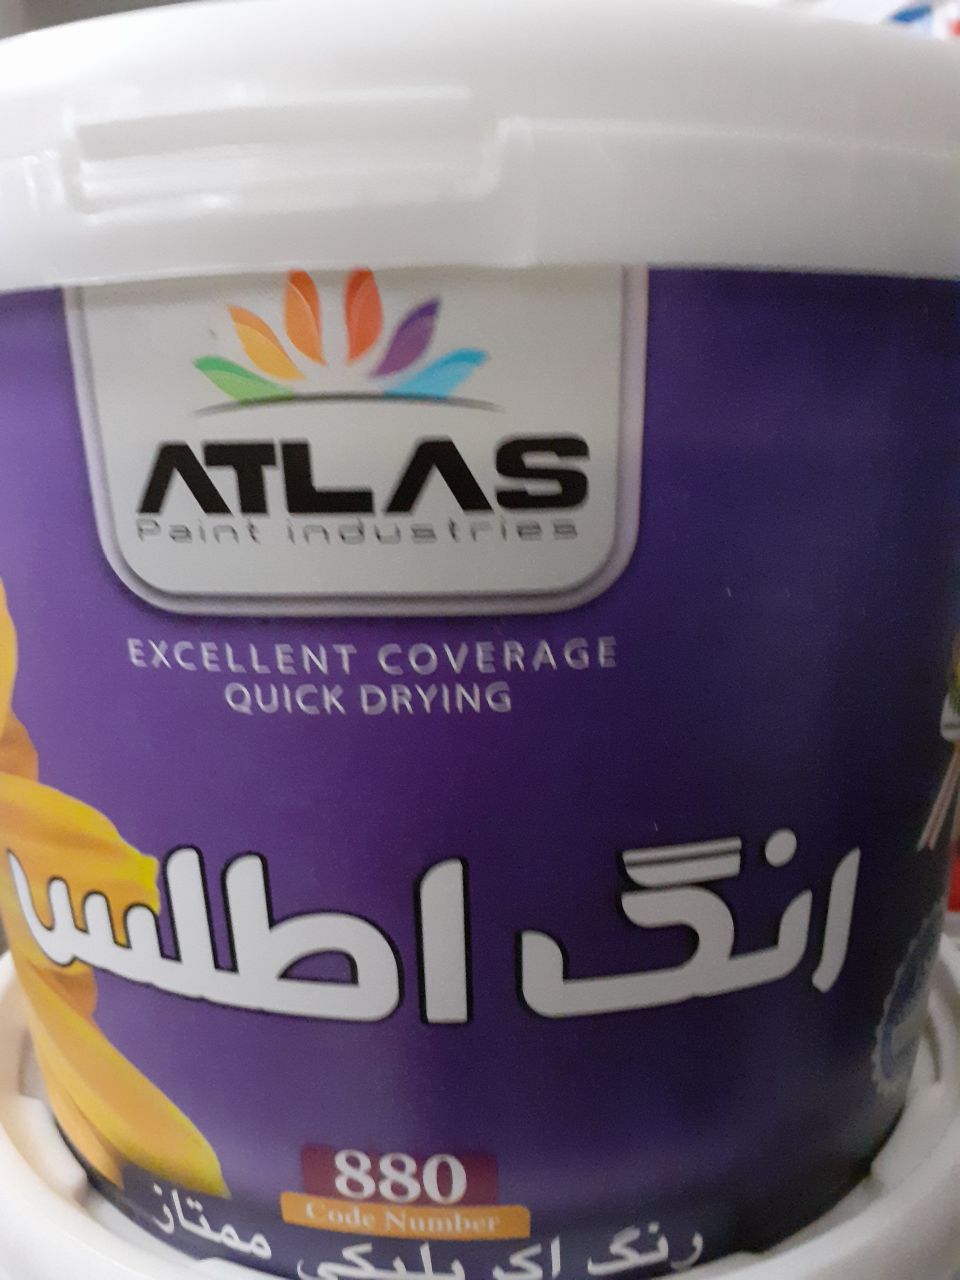 ATLAS
Paint industries
EXCELLENT COVERAGE
QUICK DRYING
رنگ اطلس
880
Code Number
رنگ اکریلیکی ممتاز